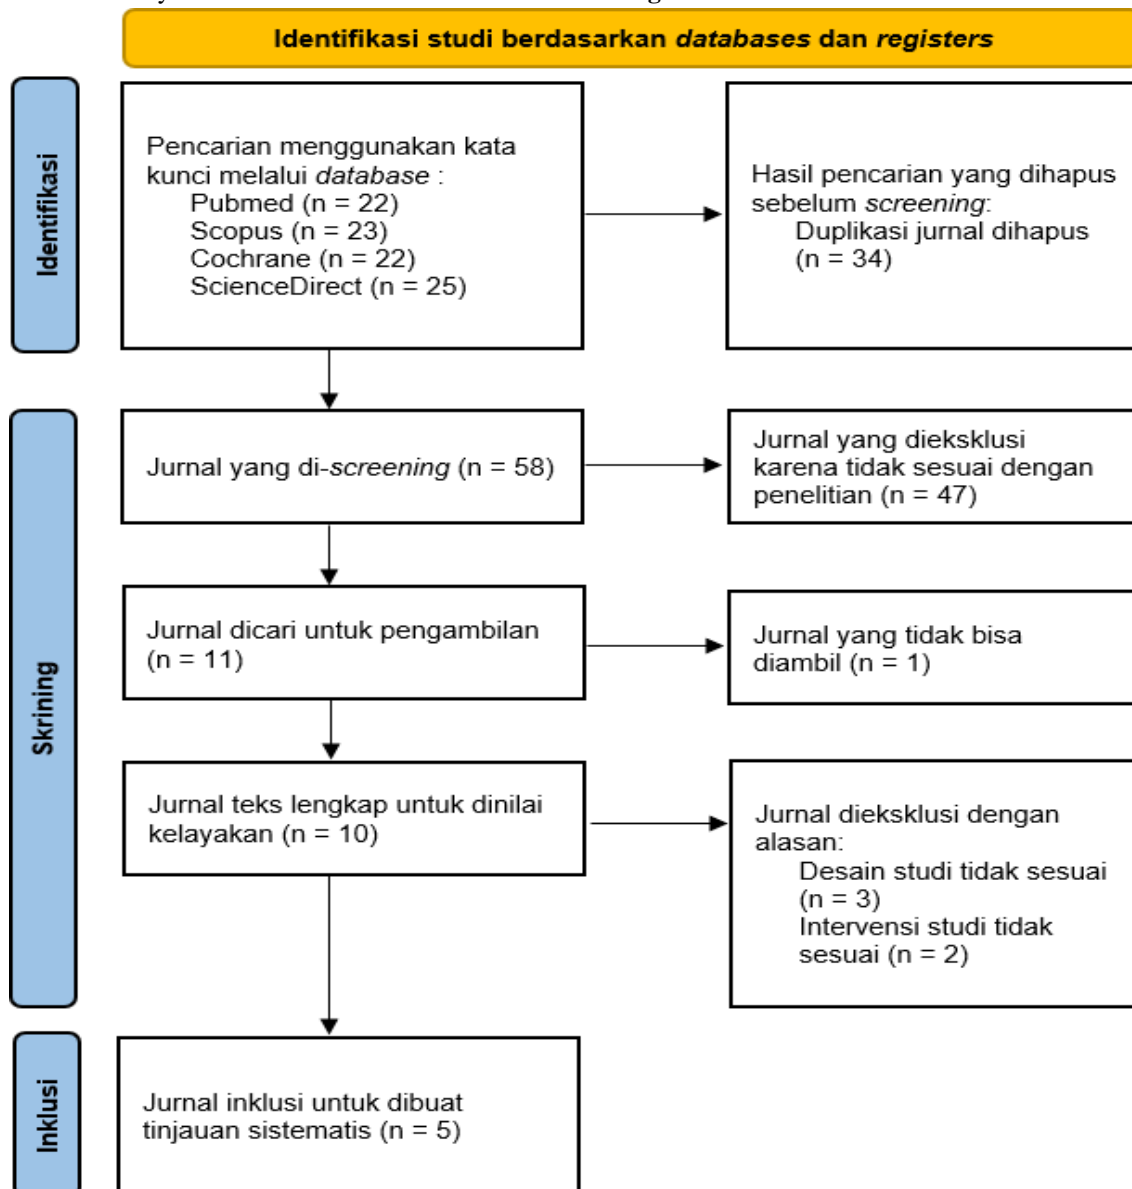 Identifikasi studi berdasarkan databases dan registers
Identifikasi
Pencarian menggunakan kata
kunci melalui database :
Pubmed (n = 22)
Scopus (n = 23)
Cochrane (n = 22)
ScienceDirect (n = 25)
Hasil pencarian yang dihapus
sebelum screening:
Duplikasi jurnal dihapus
(n = 34)
Skrining
Jurnal yang di-screening (n = 58)
Jurnal yang dieksklusi
karena tidak sesuai dengan
penelitian (n = 47)
Jurnal dicari untuk pengambilan
(n = 11)
Jurnal yang tidak bisa
diambil (n = 1)
Jurnal teks lengkap untuk dinilai
kelayakan (n = 10)
Jurnal dieksklusi dengan
alasan:
Desain studi tidak sesuai
(n = 3)
Intervensi studi tidak
sesuai (n = 2)
Inklusi
Jurnal inklusi untuk dibuat
tinjauan sistematis (n = 5)